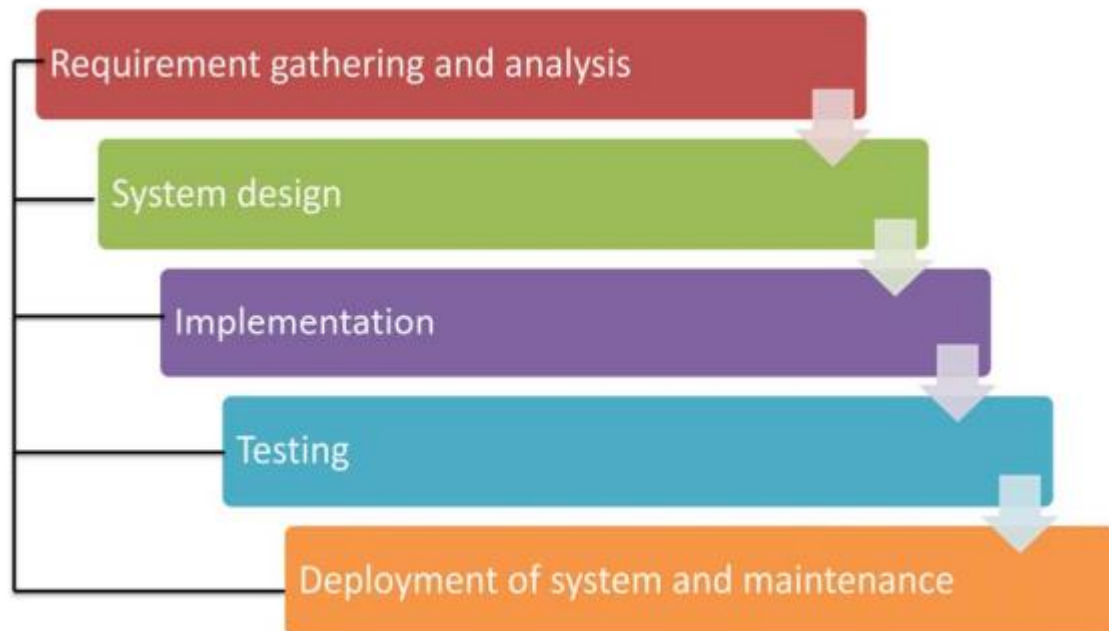 Requirement gathering and analysis
System design
Implementation
Testing
Deployment of system and maintenance